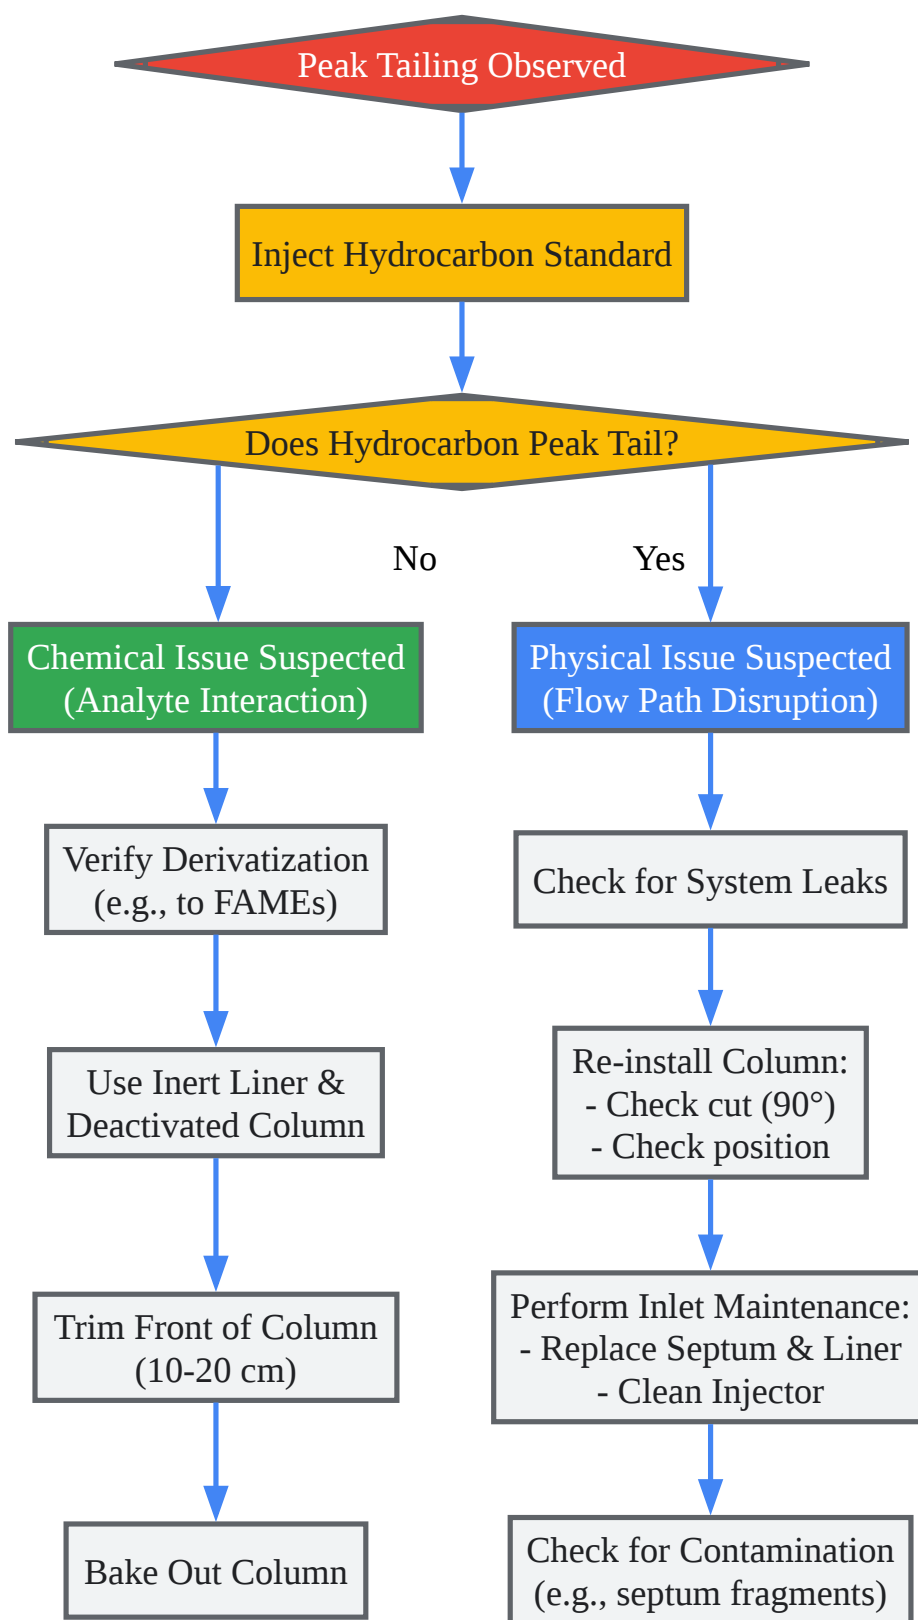 Peak Tailing Observed
Inject Hydrocarbon Standard
Does Hydrocarbon Peak Tail?
No
Yes
Chemical Issue Suspected
(Analyte Interaction)
Physical Issue Suspected
(Flow Path Disruption)
Verify Derivatization
(e.g., to FAMEs)
Check for System Leaks
Use Inert Liner &
Deactivated Column
Re-install Column:
- Check cut (90°)
- Check position
Trim Front of Column
(10-20 cm)
Perform Inlet Maintenance:
- Replace Septum & Liner
- Clean Injector
Bake Out Column
Check for Contamination
(e.g., septum fragments)